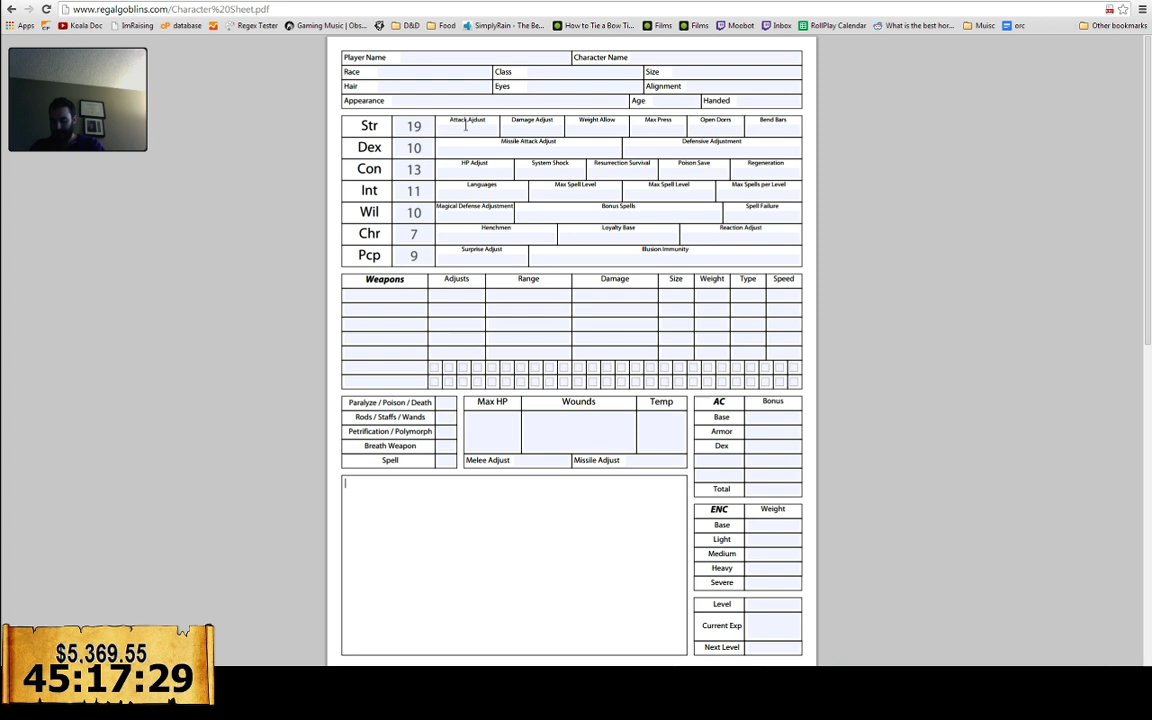 www.regalgoblins.com/Character%20Sheet.pdf
Apps Koala Doc ImRaising database Regex Tester Gaming Music | Obs... D&D Food SimplyRain - The Be... How to Tie a Bow Ti... Films Films Moobot Inbox RollPlay Calendar What is the best hor... Muisc orc Other bookmarks
Player Name Character Name
Race Class Size
Hair Eyes Alignment
Appearance Age Handed
Str 19 Attack Ajdust Damage Adjust Weight Allow Max Press Open Dorrs Bend Bars
Dex 10 Missile Attack Adjust Defensive Adjustment
Con 13 HP Adjust System Shock Resurrection Survival Poison Save Regeneration
Int 11 Languages Max Spell Level Max Spell Level Max Spells per Level
Wil 10 Magical Defense Adjustment Bonus Spells Spell Failure
Chr 7 Henchmen Loyalty Base Reaction Adjust
Pcp 9 Surprise Adjust Illusion Immunity
Weapons Adjusts Range Damage Size Weight Type Speed
Paralyze / Poison / Death Max HP Wounds Temp AC Bonus
Rods / Staffs / Wands Base
Petrification / Polymorph Armor
Breath Weapon Dex
Spell Melee Adjust Missile Adjust
Total
ENC Weight
Base
Light
Medium
Heavy
Severe
Level
Current Exp
Next Level
$5,369.55
45:17:29